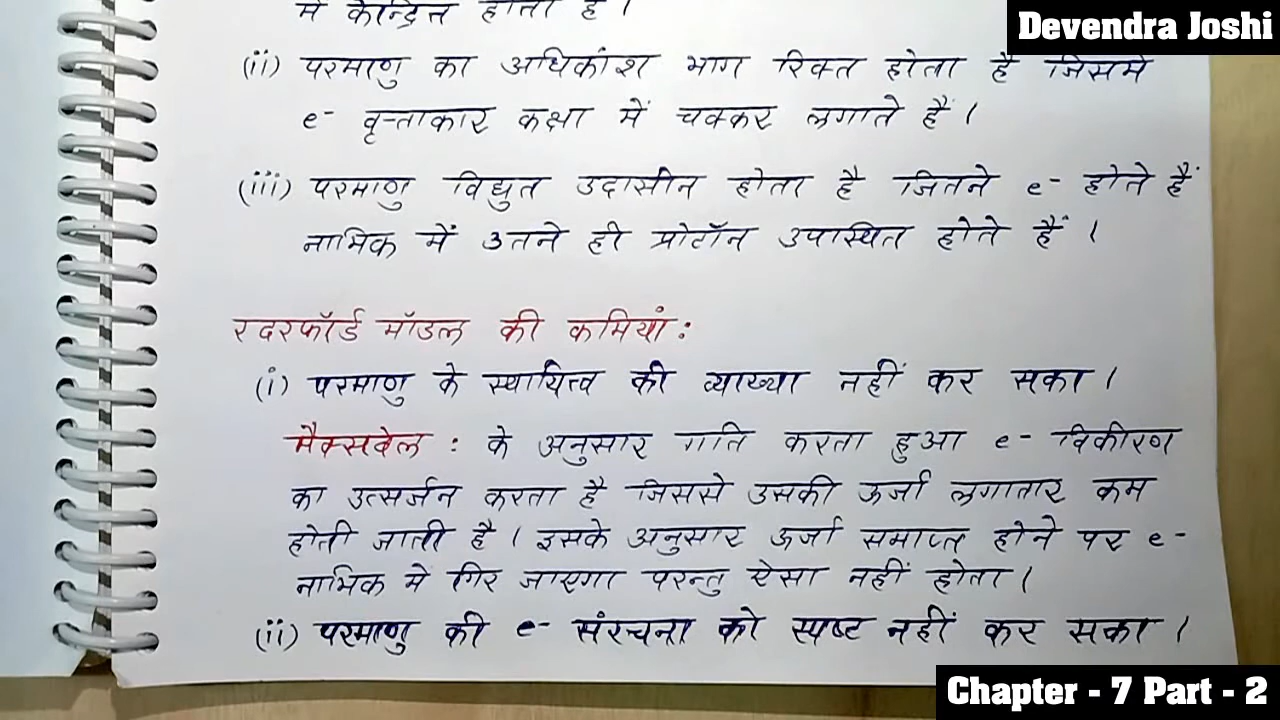 Devendra Joshi
में केन्द्रित होता है।
(ii) परमाणु का अधिकांश भाग रिक्त होता है जिसमे
e- वृत्ताकार कक्षा में चक्कर लगाते हैं।
(iii) परमाणु विद्युत उदासीन होता है जितने e- होते हैं
नाभिक में उतने ही प्रोटॉन उपास्थित होते हैं।
रदरफॉर्ड मॉडल की कमियां:
(i) परमाणु के स्थायित्व की व्याख्या नहीं कर सका।
मैक्सवेल : के अनुसार गति करता हुआ e- विकीरण
का उत्सर्जन करता है जिससे उसकी ऊर्जा लगातार कम
होती जाती है। इसके अनुसार ऊर्जा समाप्त होने पर e-
नाभिक मे गिर जाएगा परन्तु ऐसा नहीं होता।
(ii) परमाणु की e- संरचना को स्पष्ट नहीं कर सका।
Chapter - 7 Part - 2